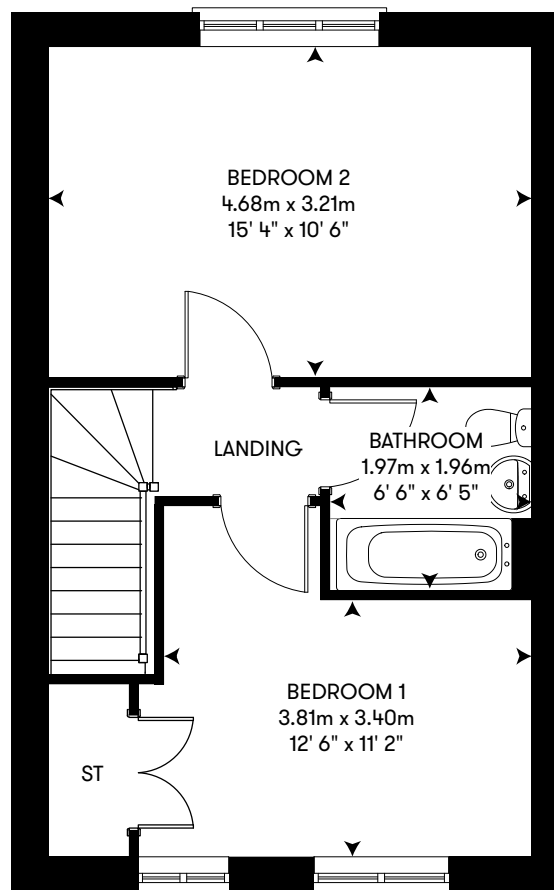 BEDROOM 2
4.68m x 3.21m
15' 4" x 10' 6"
LANDING
BATHROOM
1.97m x 1.96m
6' 6" x 6' 5"
BEDROOM 1
3.81m x 3.40m
12' 6" x 11' 2"
ST